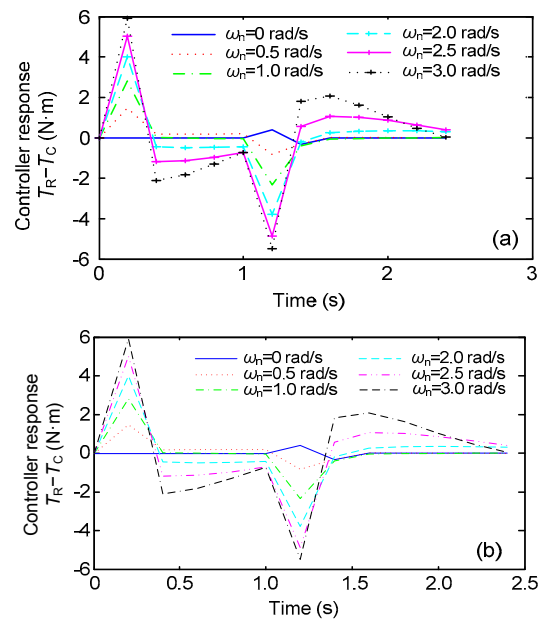 6
4
2
0
-2
-4
-6
Controller response
T_R−T_C (N·m)
ω_n=0 rad/s
ω_n=0.5 rad/s
ω_n=1.0 rad/s
ω_n=2.0 rad/s
ω_n=2.5 rad/s
ω_n=3.0 rad/s
(a)
0 1 2 3
Time (s)
6
4
2
0
-2
-4
-6
Controller response
T_R−T_C (N·m)
ω_n=0 rad/s
ω_n=0.5 rad/s
ω_n=1.0 rad/s
ω_n=2.0 rad/s
ω_n=2.5 rad/s
ω_n=3.0 rad/s
(b)
0 0.5 1.0 1.5 2.0 2.5
Time (s)